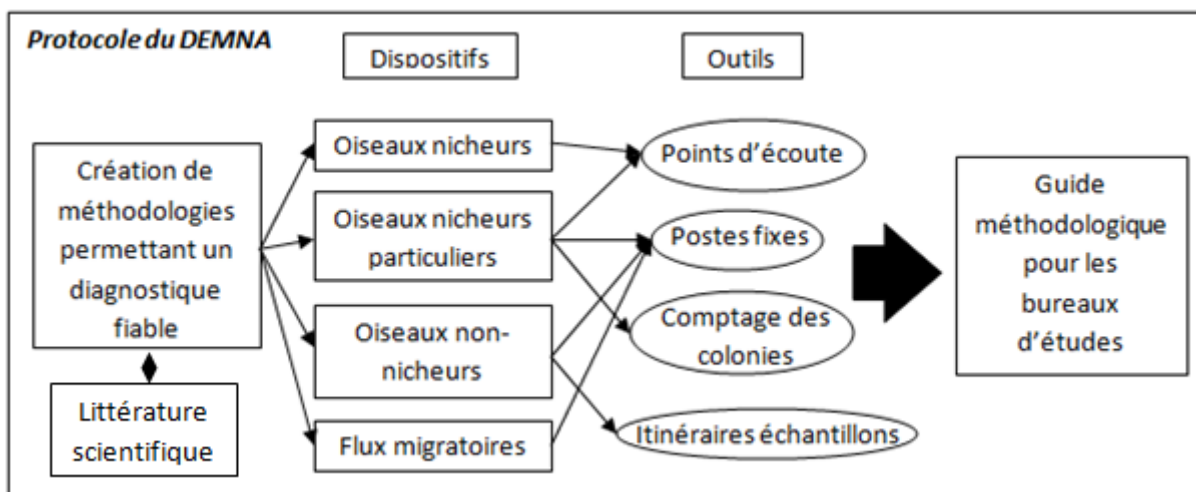 Protocole du DEMNA
Dispositifs
Outils
Création de
méthodologies
permettant un
diagnostique
fiable
Littérature
scientifique
Oiseaux nicheurs
Oiseaux nicheurs
particuliers
Oiseaux non-
nicheurs
Flux migratoires
Points d'écoute
Postes fixes
Comptage des
colonies
Itinéraires échantillons
Guide
méthodologique
pour les
bureaux
d'études